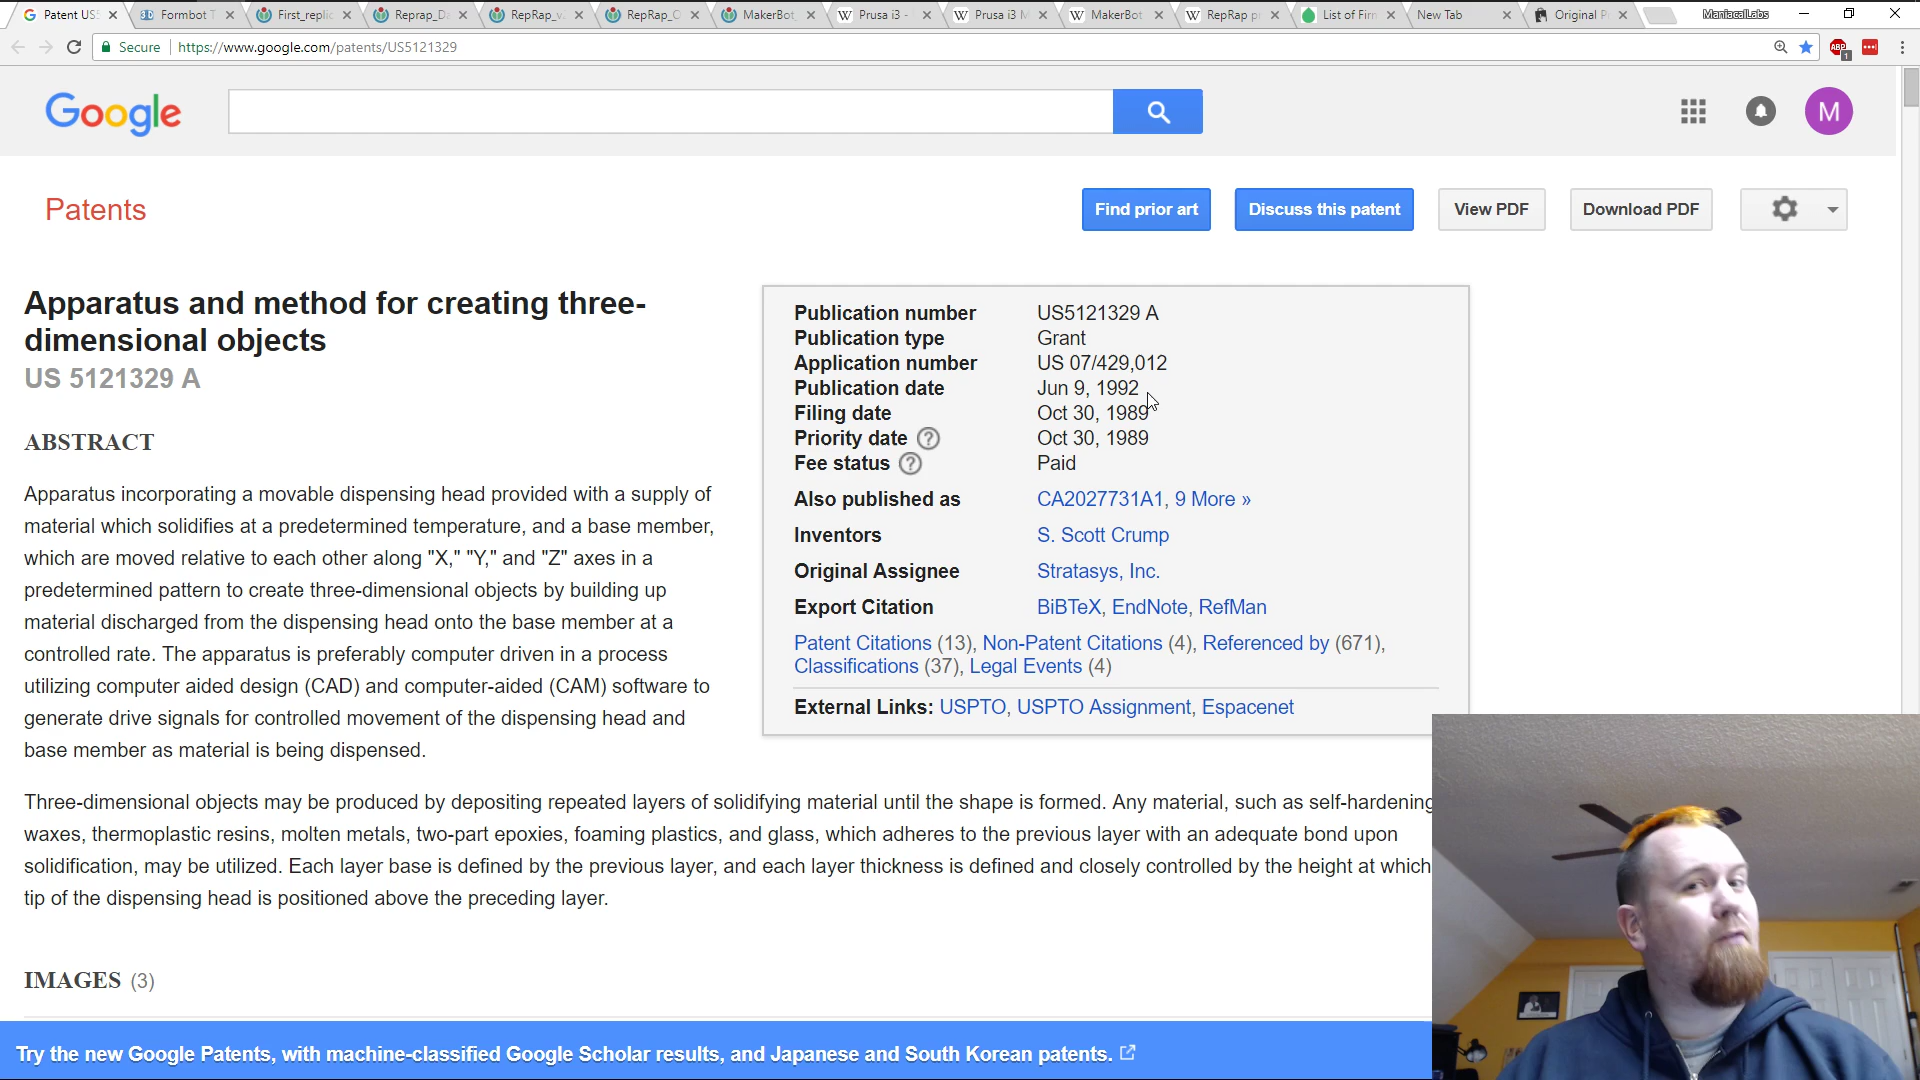 Patent US5
Formbot T
First_replic
Reprap_Da
RepRap_v.
RepRap_O
MakerBot_
Prusa i3 -
Prusa i3 M
MakerBot
RepRap pr
List of Firm
New Tab
Original P
ManiacalLabs
Secure
https://www.google.com/patents/US5121329
ABP
1
Google
M
Patents
Find prior art
Discuss this patent
View PDF
Download PDF
Apparatus and method for creating three-
dimensional objects
US 5121329 A
ABSTRACT
Apparatus incorporating a movable dispensing head provided with a supply of
material which solidifies at a predetermined temperature, and a base member,
which are moved relative to each other along "X," "Y," and "Z" axes in a
predetermined pattern to create three-dimensional objects by building up
material discharged from the dispensing head onto the base member at a
controlled rate. The apparatus is preferably computer driven in a process
utilizing computer aided design (CAD) and computer-aided (CAM) software to
generate drive signals for controlled movement of the dispensing head and
base member as material is being dispensed.
Publication number US5121329 A
Publication type Grant
Application number US 07/429,012
Publication date Jun 9, 1992
Filing date Oct 30, 1989
Priority date ? Oct 30, 1989
Fee status ? Paid
Also published as CA2027731A1, 9 More »
Inventors S. Scott Crump
Original Assignee Stratasys, Inc.
Export Citation BiBTeX, EndNote, RefMan
Patent Citations (13), Non-Patent Citations (4), Referenced by (671),
Classifications (37), Legal Events (4)
External Links: USPTO, USPTO Assignment, Espacenet
Three-dimensional objects may be produced by depositing repeated layers of solidifying material until the shape is formed. Any material, such as self-hardening
waxes, thermoplastic resins, molten metals, two-part epoxies, foaming plastics, and glass, which adheres to the previous layer with an adequate bond upon
solidification, may be utilized. Each layer base is defined by the previous layer, and each layer thickness is defined and closely controlled by the height at which
tip of the dispensing head is positioned above the preceding layer.
IMAGES (3)
Try the new Google Patents, with machine-classified Google Scholar results, and Japanese and South Korean patents.